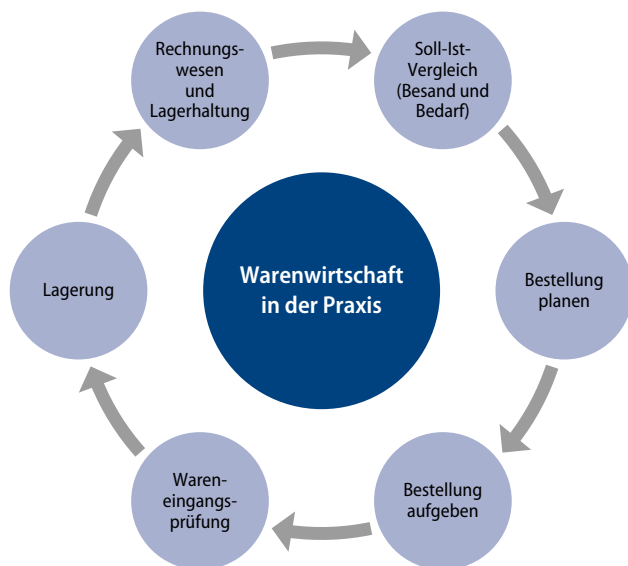 Rechnungs-
wesen
und
Lagerhaltung
Soll-Ist-
Vergleich
(Besand und
Bedarf)
Bestellung
planen
Bestellung
aufgeben
Waren-
eingangs-
prüfung
Lagerung
Warenwirtschaft
in der Praxis